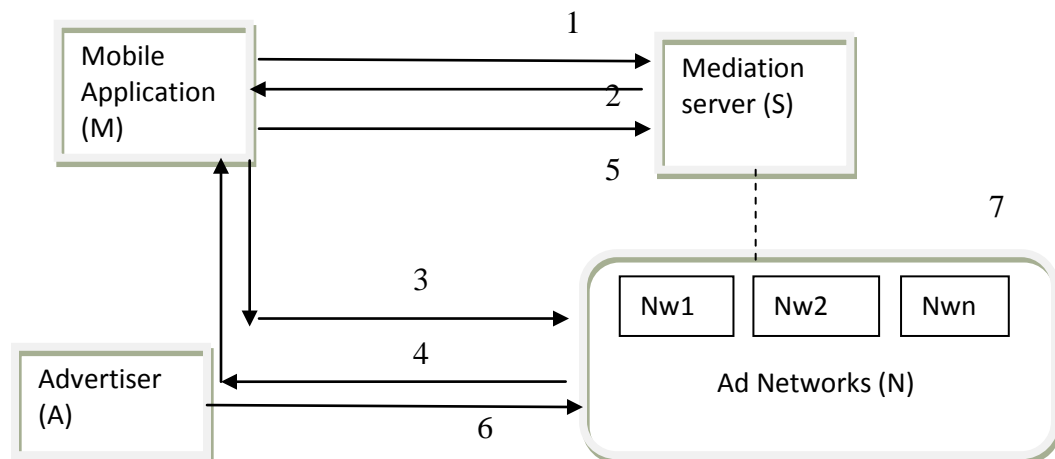 1
Mobile
Application
(M)
Mediation
server (S)
2
5
7
3
Nw1 Nw2 Nwn
4
Ad Networks (N)
Advertiser
(A)
6